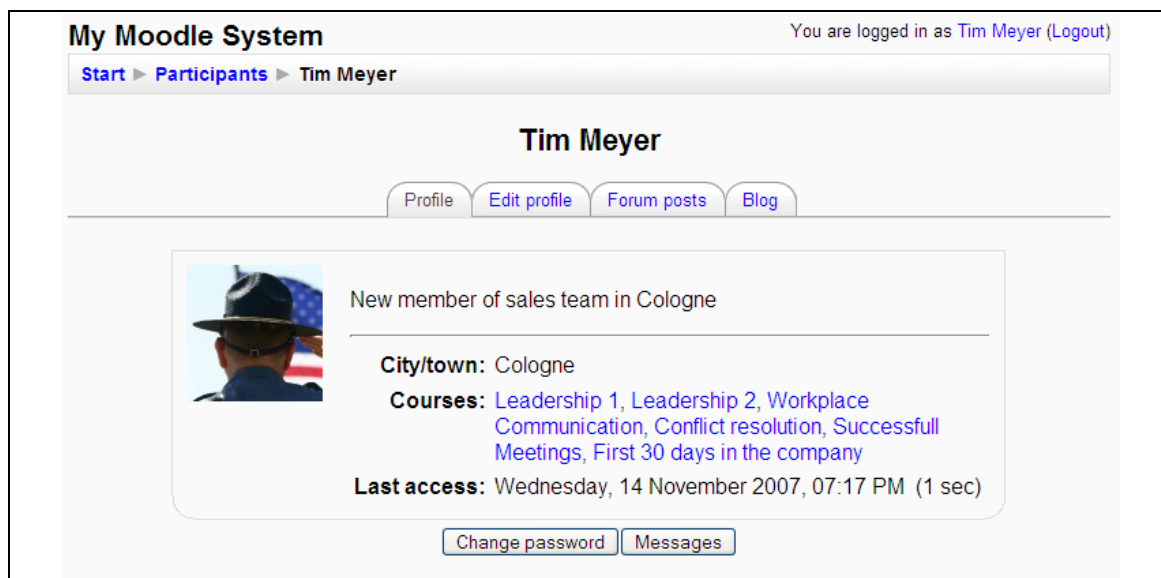 My Moodle System
You are logged in as Tim Meyer (Logout)
Start ► Participants ► Tim Meyer
Tim Meyer
Profile Edit profile Forum posts Blog
New member of sales team in Cologne
City/town: Cologne
Courses: Leadership 1, Leadership 2, Workplace
Communication, Conflict resolution, Successfull
Meetings, First 30 days in the company
Last access: Wednesday, 14 November 2007, 07:17 PM (1 sec)
Change password Messages